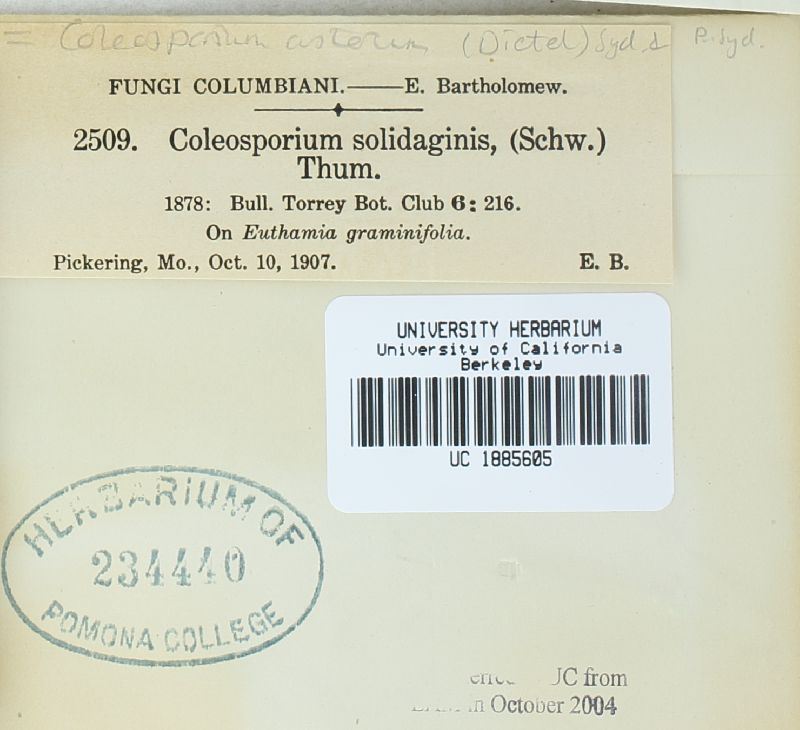 = Coleosporium asterum (Dietel) Syd. & P. Syd.
FUNGI COLUMBIANI.——E. Bartholomew.
2509. Coleosporium solidaginis, (Schw.)
Thum.
1878: Bull. Torrey Bot. Club 6: 216.
On Euthamia graminifolia.
Pickering, Mo., Oct. 10, 1907. E. B.
UNIVERSITY HERBARIUM
University of California
Berkeley
UC 1885605
HERBARIUM OF
234440
POMONA COLLEGE
UC from
in October 2004